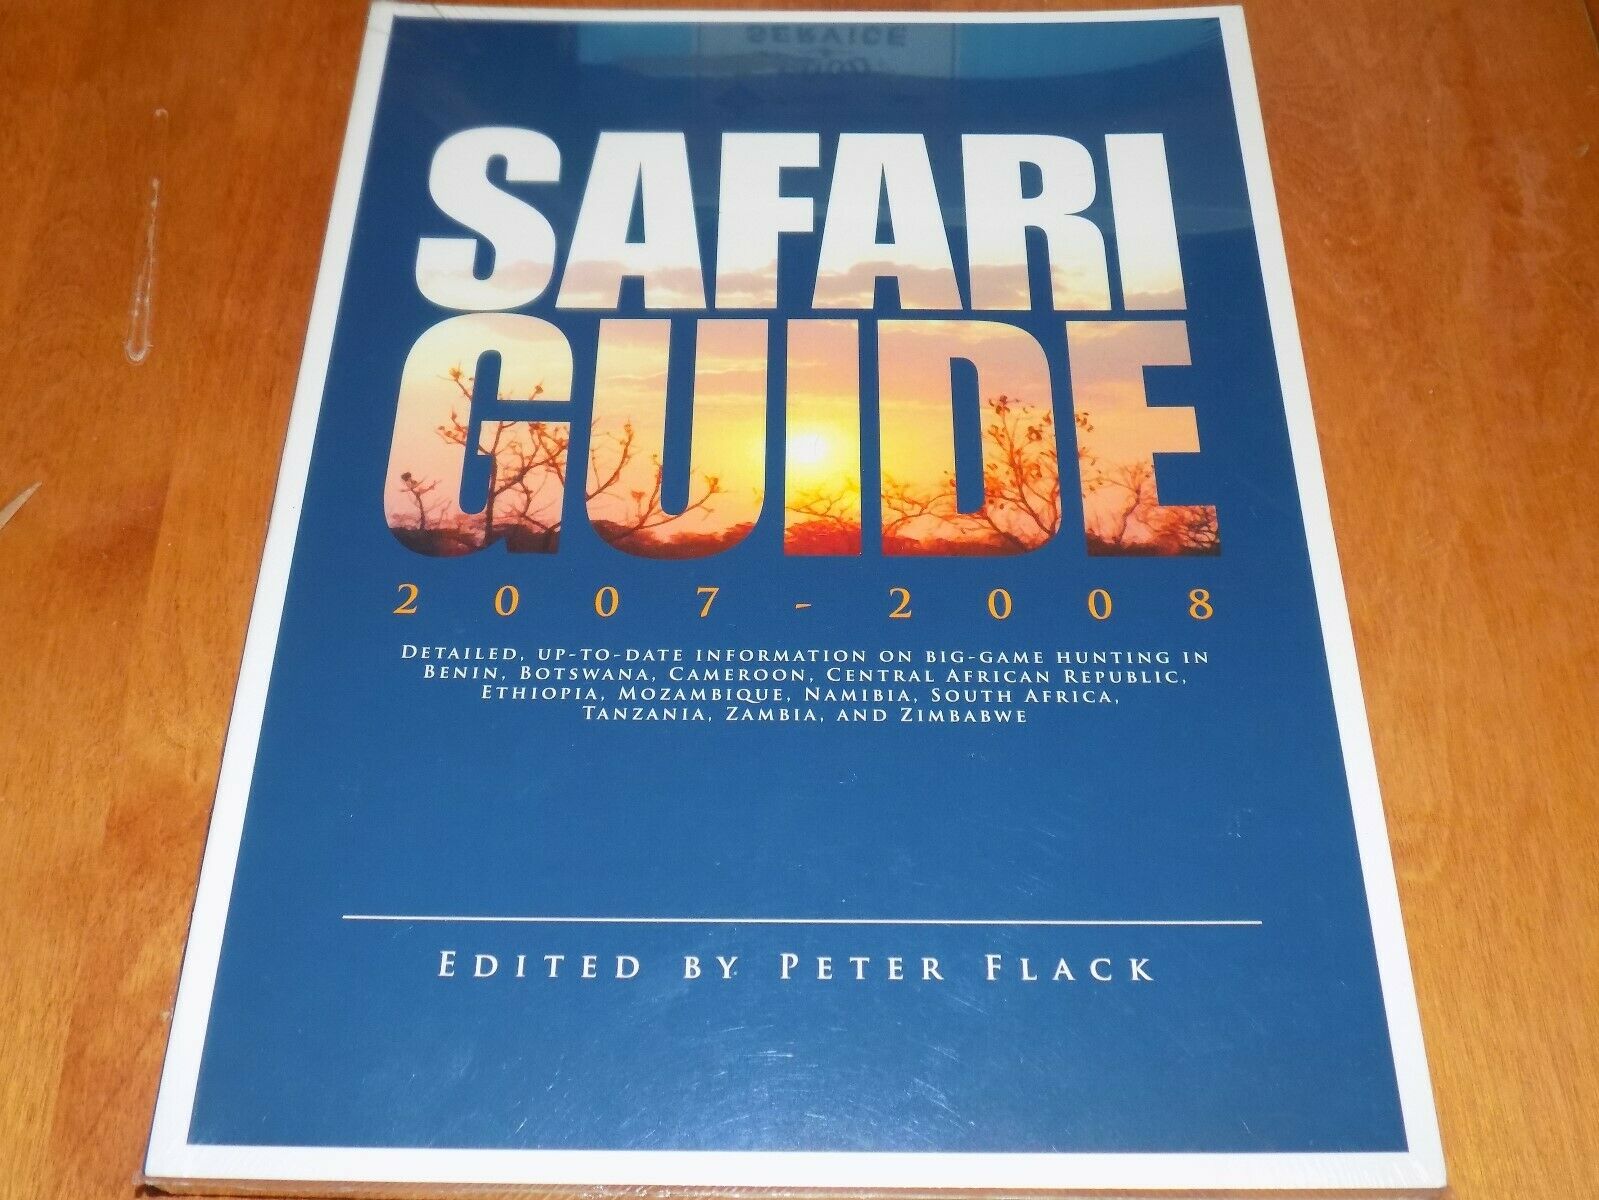 SERVICE
SAFARI
GUIDE
2007-2008
DETAILED, UP-TO-DATE INFORMATION ON BIG-GAME HUNTING IN
BENIN, BOTSWANA, CAMEROON, CENTRAL AFRICAN REPUBLIC,
ETHIOPIA, MOZAMBIQUE, NAMIBIA, SOUTH AFRICA,
TANZANIA, ZAMBIA, AND ZIMBABWE
EDITED BY PETER FLACK